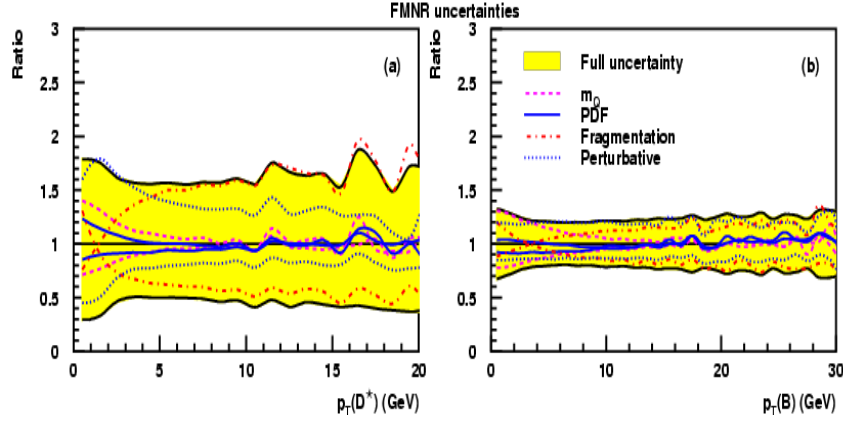 FMNR uncertainties
Ratio
(a)
3
2.5
2
1.5
1
0.5
0
0
5
10
15
20
p_T(D*) (GeV)
Ratio
(b)
3
2.5
2
1.5
1
0.5
0
0
10
20
30
p_T(B) (GeV)
Full uncertainty
m_Q
PDF
Fragmentation
Perturbative